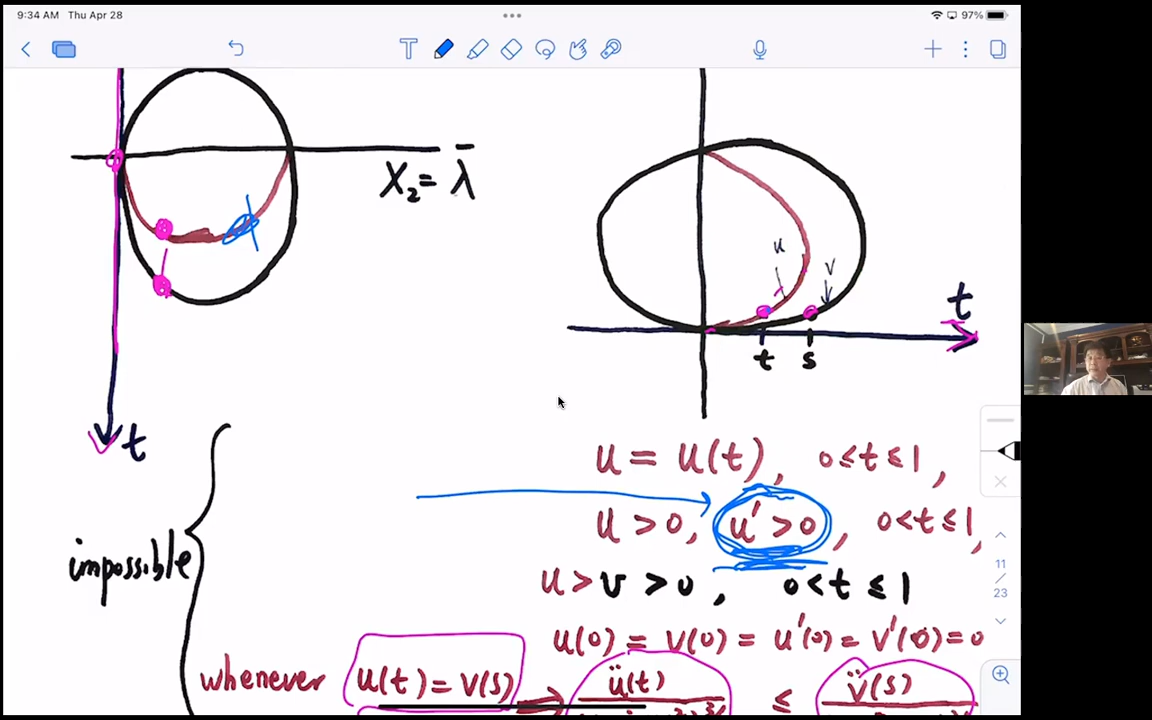 9:34 AM Thu Apr 28
97%
T
X₂ = λ̄
u
v
t
t s
t
u = u(t), 0≤t≤1,
u > 0, u' > 0, 0<t≤1,
impossible
u > v > 0, 0<t≤1
u(0) = v(0) = u'(0) = v'(0) = 0
whenever u(t) = v(s) ⇒ ü(t) ≤ v̈(s)
11
/
23